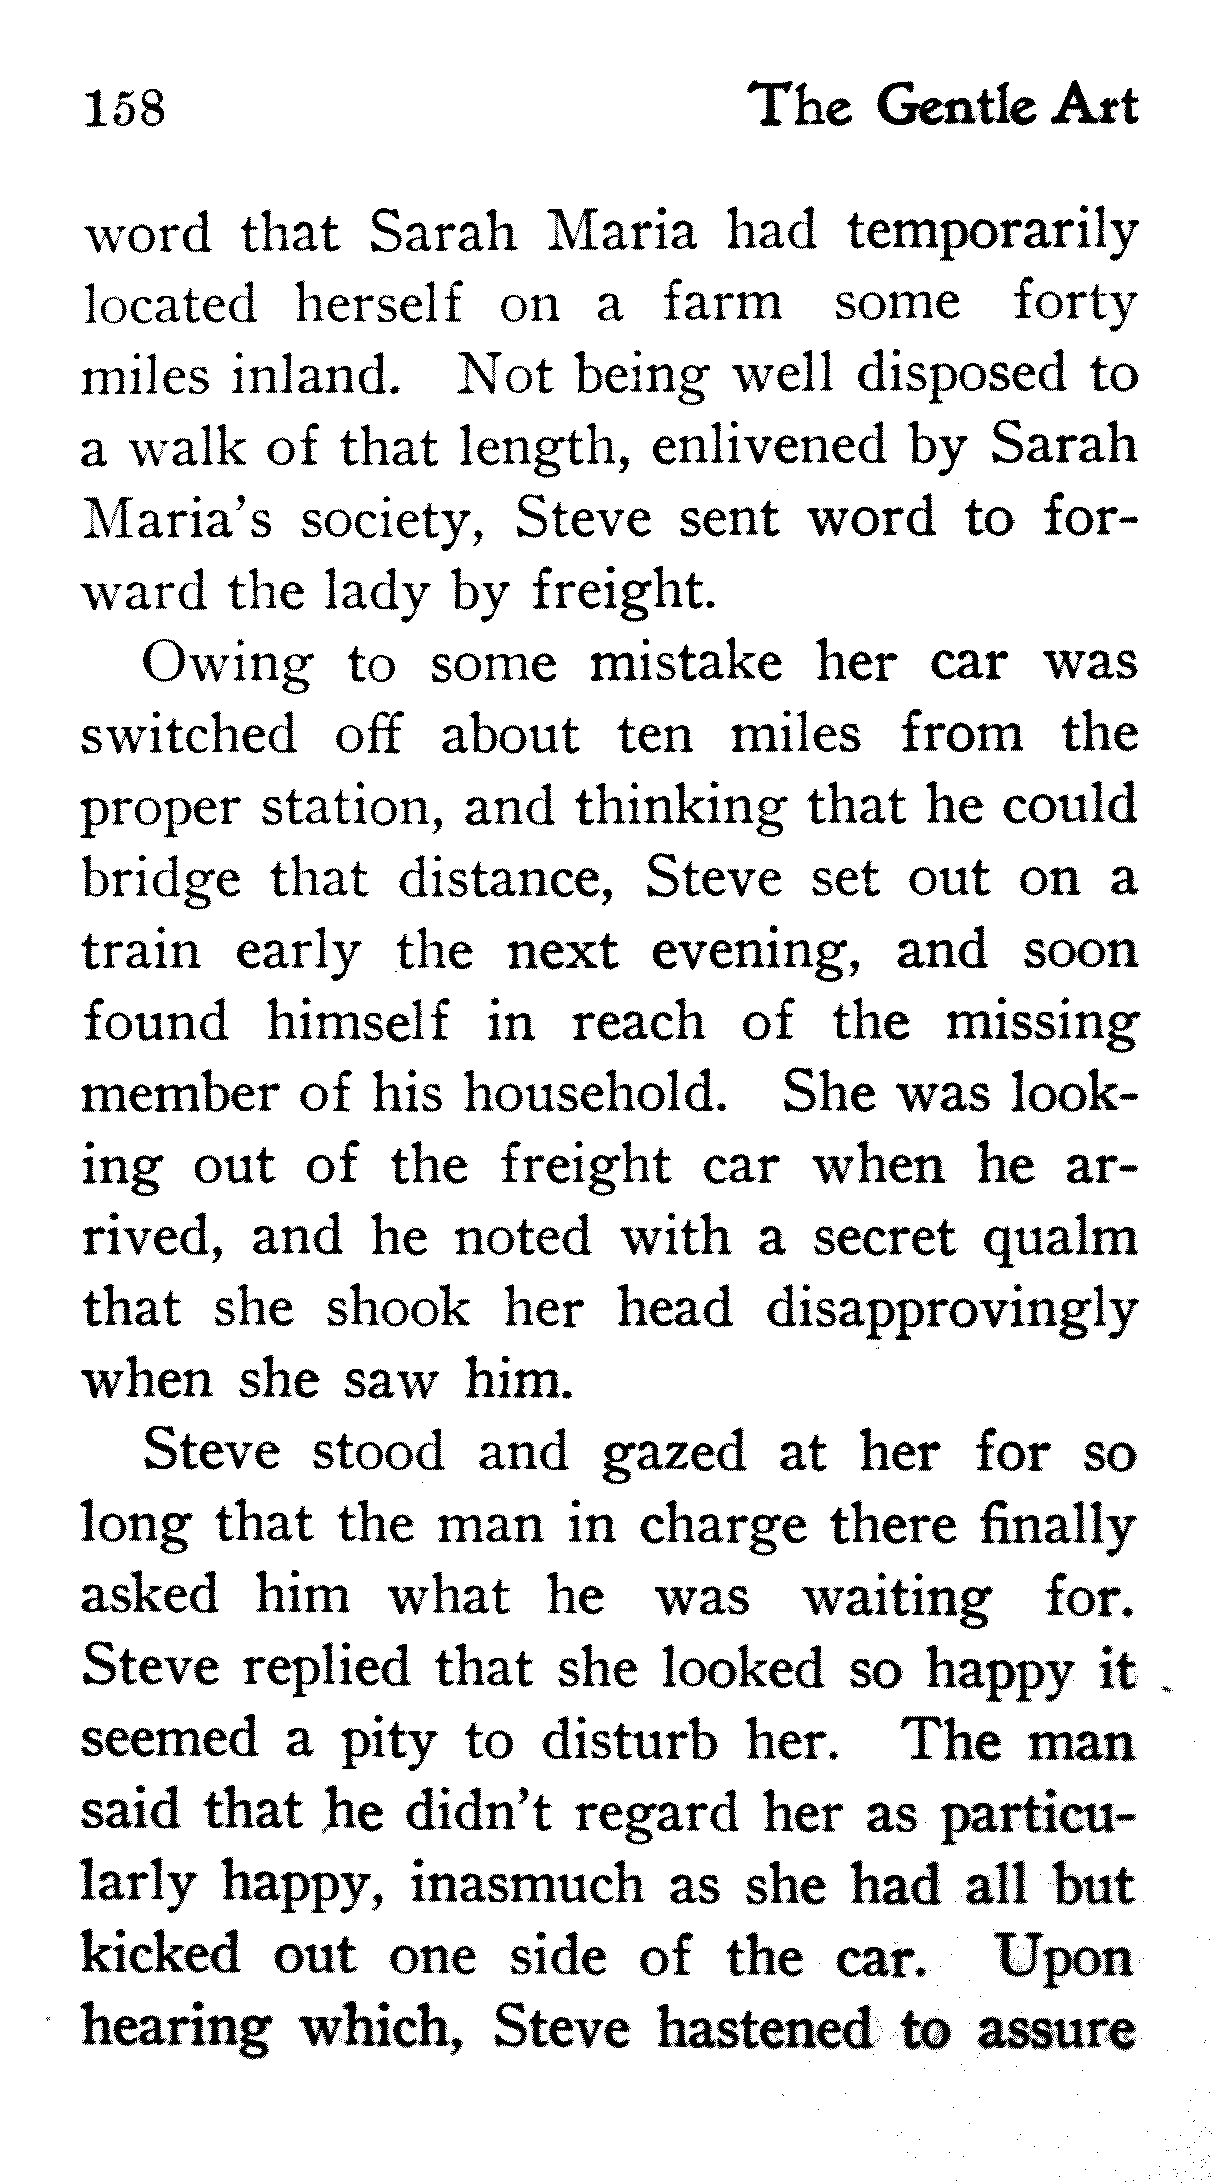 158 The Gentle Art
word that Sarah Maria had temporarily
located herself on a farm some forty
miles inland. Not being well disposed to
a walk of that length, enlivened by Sarah
Maria's society, Steve sent word to for-
ward the lady by freight.
Owing to some mistake her car was
switched off about ten miles from the
proper station, and thinking that he could
bridge that distance, Steve set out on a
train early the next evening, and soon
found himself in reach of the missing
member of his household. She was look-
ing out of the freight car when he ar-
rived, and he noted with a secret qualm
that she shook her head disapprovingly
when she saw him.
Steve stood and gazed at her for so
long that the man in charge there finally
asked him what he was waiting for.
Steve replied that she looked so happy it
seemed a pity to disturb her. The man
said that he didn't regard her as particu-
larly happy, inasmuch as she had all but
kicked out one side of the car. Upon
hearing which, Steve hastened to assure